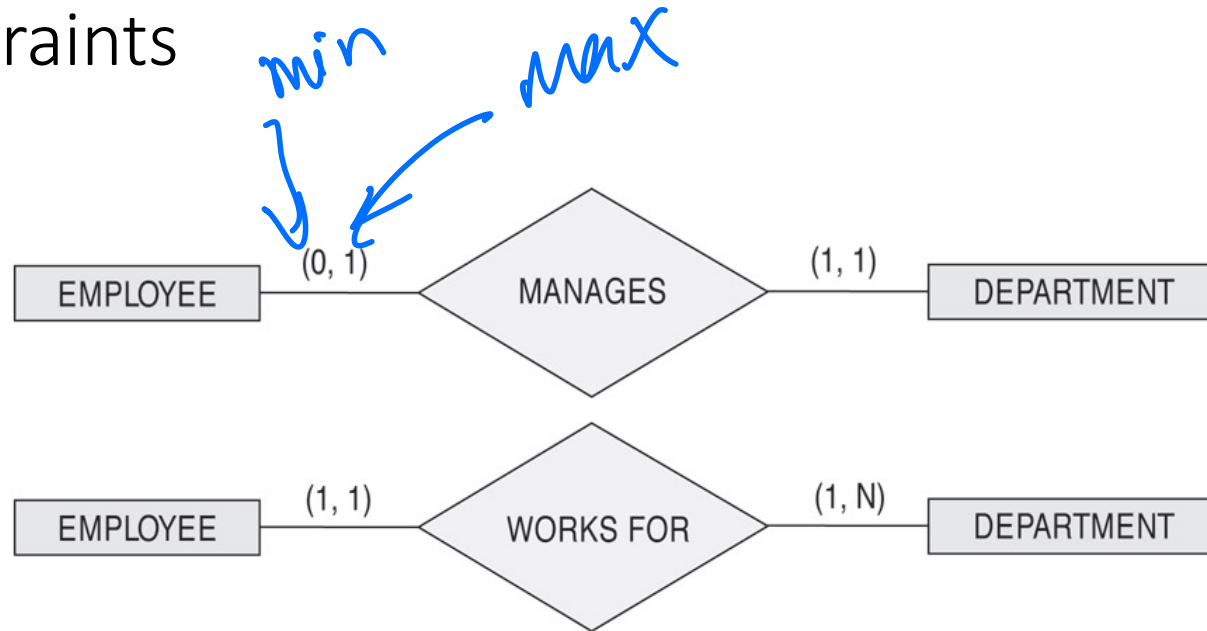 raints
min max
(0, 1) (1, 1)
EMPLOYEE MANAGES DEPARTMENT
(1, 1) (1, N)
EMPLOYEE WORKS FOR DEPARTMENT